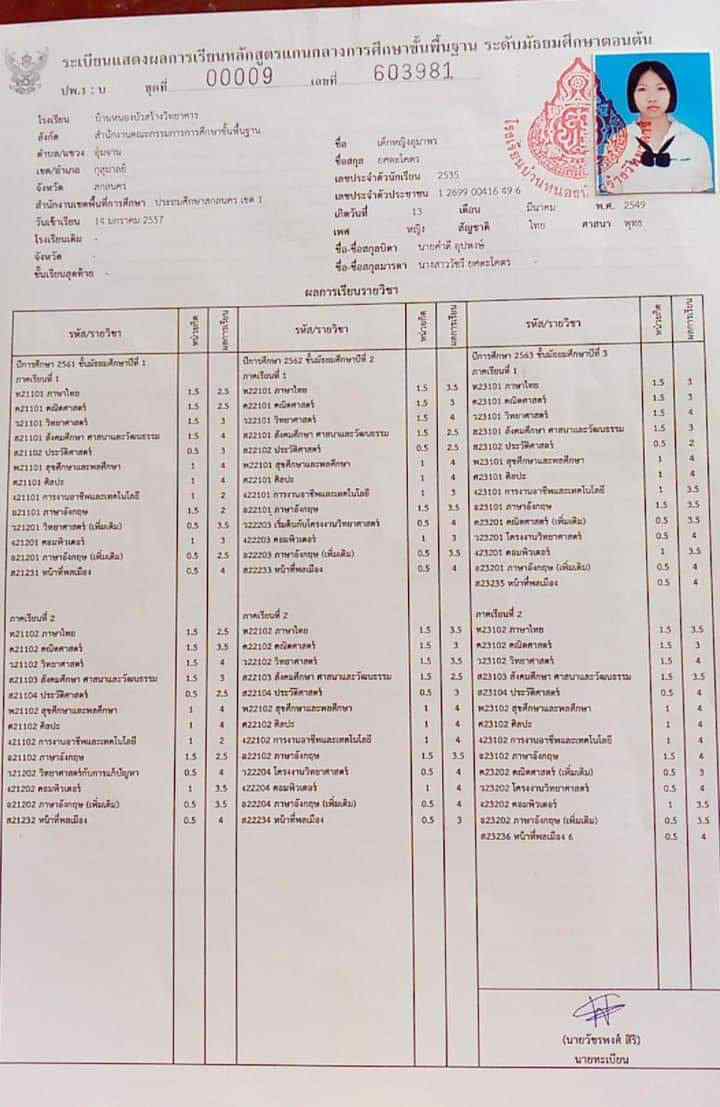 ระเบียนแสดงผลการเรียนหลักสูตรแกนกลางการศึกษาขั้นพื้นฐาน ระดับมัธยมศึกษาตอนต้น
ปพ.1 : บ ชุดที่ 00009 เลขที่ 603981
โรงเรียน บ้านหนองบัวสร้างวิทยาคาร
สังกัด สำนักงานคณะกรรมการการศึกษาขั้นพื้นฐาน
ตำบล/แขวง อุ่มจาน
เขต/อำเภอ กุสุมาลย์
จังหวัด สกลนคร
สำนักงานเขตพื้นที่การศึกษา ประถมศึกษาสกลนคร เขต 1
วันเข้าเรียน 14 มกราคม 2557
โรงเรียนเดิม -
จังหวัด -
ชั้นเรียนสุดท้าย -
ชื่อ เด็กหญิงสุมาพร
ชื่อสกุล ยศตะโคตร
เลขประจำตัวนักเรียน 2535
เลขประจำตัวประชาชน 1 2699 00416 49 6
เกิดวันที่ 13 เดือน มีนาคม พ.ศ. 2549
เพศ หญิง สัญชาติ ไทย ศาสนา พุทธ
ชื่อ-ชื่อสกุลบิดา นายคำดี อุปพงษ์
ชื่อ-ชื่อสกุลมารดา นางสาววัชรี ยศตะโคตร
ผลการเรียนรายวิชา
รหัส/รายวิชา หน่วยกิต ผลการเรียน
ปีการศึกษา 2561 ชั้นมัธยมศึกษาปีที่ 1
ภาคเรียนที่ 1
ท21101 ภาษาไทย 1.5 2.5
ค21101 คณิตศาสตร์ 1.5 2.5
ว21101 วิทยาศาสตร์ 1.5 3
ส21101 สังคมศึกษา ศาสนาและวัฒนธรรม 1.5 4
ส21102 ประวัติศาสตร์ 0.5 3
พ21101 สุขศึกษาและพลศึกษา 1 4
ศ21101 ศิลปะ 1 4
ง21101 การงานอาชีพและเทคโนโลยี 1 2
อ21101 ภาษาอังกฤษ 1.5 2
ว21201 วิทยาศาสตร์ (เพิ่มเติม) 0.5 3.5
ง21201 คอมพิวเตอร์ 1 3
อ21201 ภาษาอังกฤษ (เพิ่มเติม) 0.5 2.5
ส21231 หน้าที่พลเมือง 0.5 4
ภาคเรียนที่ 2
ท21102 ภาษาไทย 1.5 2.5
ค21102 คณิตศาสตร์ 1.5 3.5
ว21102 วิทยาศาสตร์ 1.5 4
ส21103 สังคมศึกษา ศาสนาและวัฒนธรรม 1.5 3
ส21104 ประวัติศาสตร์ 0.5 2.5
พ21102 สุขศึกษาและพลศึกษา 1 4
ศ21102 ศิลปะ 1 4
ง21102 การงานอาชีพและเทคโนโลยี 1 2
อ21102 ภาษาอังกฤษ 1.5 2.5
ว21202 วิทยาศาสตร์กับการแก้ปัญหา 0.5 4
ง21202 คอมพิวเตอร์ 1 3.5
อ21202 ภาษาอังกฤษ (เพิ่มเติม) 0.5 3.5
ส21232 หน้าที่พลเมือง 0.5 4
รหัส/รายวิชา หน่วยกิต ผลการเรียน
ปีการศึกษา 2562 ชั้นมัธยมศึกษาปีที่ 2
ภาคเรียนที่ 1
ท22101 ภาษาไทย 1.5 3.5
ค22101 คณิตศาสตร์ 1.5 3
ว22101 วิทยาศาสตร์ 1.5 4
ส22101 สังคมศึกษา ศาสนาและวัฒนธรรม 1.5 2.5
ส22102 ประวัติศาสตร์ 0.5 2.5
พ22101 สุขศึกษาและพลศึกษา 1 4
ศ22101 ศิลปะ 1 4
ง22101 การงานอาชีพและเทคโนโลยี 1 3
อ22101 ภาษาอังกฤษ 1.5 3.5
ว22203 เริ่มต้นกับโครงงานวิทยาศาสตร์ 0.5 4
ง22203 คอมพิวเตอร์ 1 3
อ22203 ภาษาอังกฤษ (เพิ่มเติม) 0.5 3.5
ส22233 หน้าที่พลเมือง 0.5 4
ภาคเรียนที่ 2
ท22102 ภาษาไทย 1.5 3.5
ค22102 คณิตศาสตร์ 1.5 3
ว22102 วิทยาศาสตร์ 1.5 3.5
ส22103 สังคมศึกษา ศาสนาและวัฒนธรรม 1.5 2.5
ส22104 ประวัติศาสตร์ 0.5 3
พ22102 สุขศึกษาและพลศึกษา 1 4
ศ22102 ศิลปะ 1 4
ง22102 การงานอาชีพและเทคโนโลยี 1 4
อ22102 ภาษาอังกฤษ 1.5 3.5
ว22204 โครงงานวิทยาศาสตร์ 0.5 4
ง22204 คอมพิวเตอร์ 1 4
อ22204 ภาษาอังกฤษ (เพิ่มเติม) 0.5 4
ส22234 หน้าที่พลเมือง 0.5 3
รหัส/รายวิชา หน่วยกิต ผลการเรียน
ปีการศึกษา 2563 ชั้นมัธยมศึกษาปีที่ 3
ภาคเรียนที่ 1
ท23101 ภาษาไทย 1.5 3
ค23101 คณิตศาสตร์ 1.5 3
ว23101 วิทยาศาสตร์ 1.5 4
ส23101 สังคมศึกษา ศาสนาและวัฒนธรรม 1.5 3
ส23102 ประวัติศาสตร์ 0.5 2
พ23101 สุขศึกษาและพลศึกษา 1 4
ศ23101 ศิลปะ 1 4
ง23101 การงานอาชีพและเทคโนโลยี 1 3.5
อ23101 ภาษาอังกฤษ 1.5 3.5
ค23201 คณิตศาสตร์ (เพิ่มเติม) 0.5 3.5
ว23201 โครงงานวิทยาศาสตร์ 0.5 4
ง23201 คอมพิวเตอร์ 1 3.5
อ23201 ภาษาอังกฤษ (เพิ่มเติม) 0.5 4
ส23235 หน้าที่พลเมือง 0.5 4
ภาคเรียนที่ 2
ท23102 ภาษาไทย 1.5 3.5
ค23102 คณิตศาสตร์ 1.5 3
ว23102 วิทยาศาสตร์ 1.5 4
ส23103 สังคมศึกษา ศาสนาและวัฒนธรรม 1.5 3.5
ส23104 ประวัติศาสตร์ 0.5 4
พ23102 สุขศึกษาและพลศึกษา 1 4
ศ23102 ศิลปะ 1 4
ง23102 การงานอาชีพและเทคโนโลยี 1 4
อ23102 ภาษาอังกฤษ 1.5 4
ค23202 คณิตศาสตร์ (เพิ่มเติม) 0.5 3
ว23202 โครงงานวิทยาศาสตร์ 0.5 4
ง23202 คอมพิวเตอร์ 1 3.5
อ23202 ภาษาอังกฤษ (เพิ่มเติม) 0.5 3.5
ส23236 หน้าที่พลเมือง 6 0.5 4
(นายวัชรพงศ์ สิริ)
นายทะเบียน